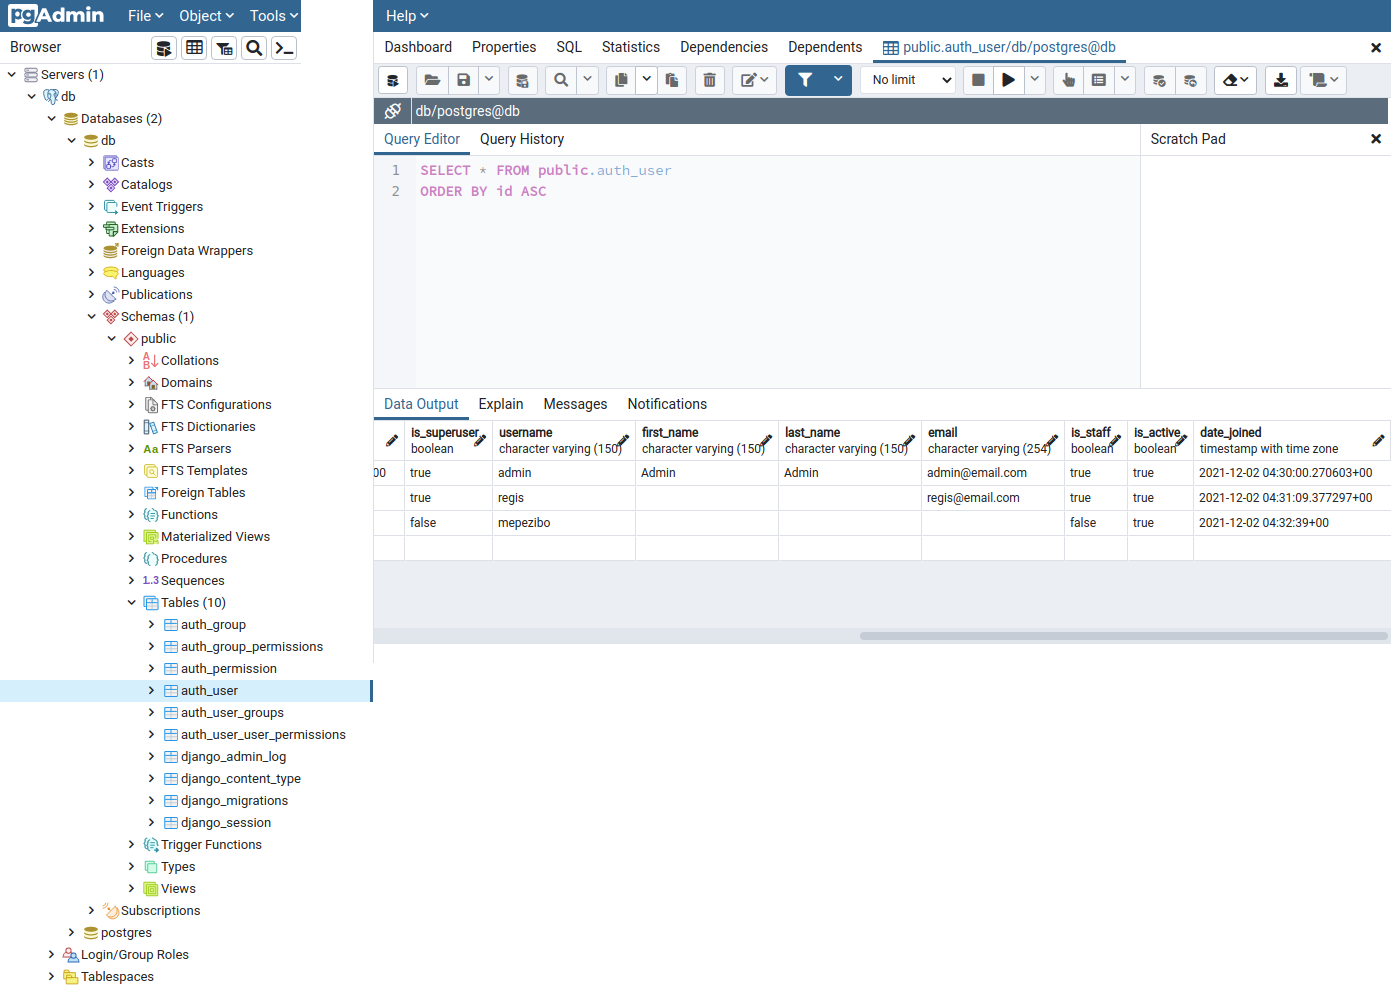 pgAdmin File Object Tools Help
Browser
Dashboard Properties SQL Statistics Dependencies Dependents public.auth_user/db/postgres@db
No limit
db/postgres@db
Query Editor Query History Scratch Pad
1 SELECT * FROM public.auth_user
2 ORDER BY id ASC
Data Output Explain Messages Notifications
is_superuser username first_name last_name email is_staff is_active date_joined
boolean character varying (150) character varying (150) character varying (150) character varying (254) boolean boolean timestamp with time zone
00 true admin Admin Admin admin@email.com true true 2021-12-02 04:30:00.270603+00
true regis regis@email.com true true 2021-12-02 04:31:09.377297+00
false mepezibo false true 2021-12-02 04:32:39+00
Servers (1)
db
Databases (2)
db
Casts
Catalogs
Event Triggers
Extensions
Foreign Data Wrappers
Languages
Publications
Schemas (1)
public
Collations
Domains
FTS Configurations
FTS Dictionaries
Aa FTS Parsers
FTS Templates
Foreign Tables
Functions
Materialized Views
Procedures
1..3 Sequences
Tables (10)
auth_group
auth_group_permissions
auth_permission
auth_user
auth_user_groups
auth_user_user_permissions
django_admin_log
django_content_type
django_migrations
django_session
Trigger Functions
Types
Views
Subscriptions
postgres
Login/Group Roles
Tablespaces